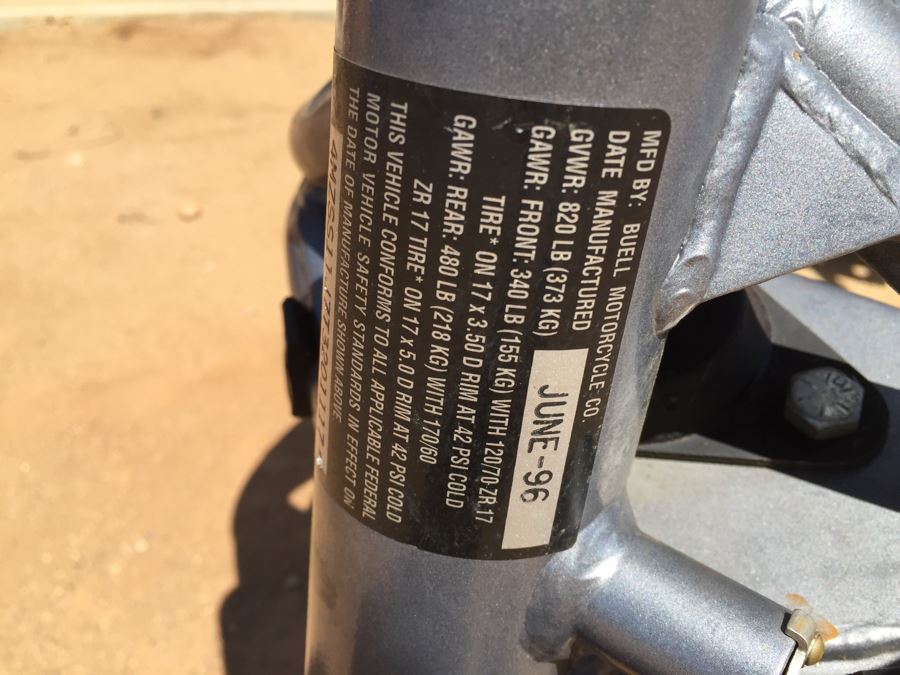 MFD BY: BUELL MOTORCYCLE CO.
DATE MANUFACTURED JUNE-96
GVWR: 820 LB (373 KG)
GAWR: FRONT: 340 LB (155 KG) WITH 120/70-ZR.17
TIRE* ON 17 X 3.50 D RIM AT 42 PSI COLD
GAWR: REAR: 480 LB (218 KG) WITH 170/60
ZR 17 TIRE* ON 17 x 5.0 D RIM AT 42 PSI COLD
THIS VEHICLE CONFORMS TO ALL APPLICABLE FEDERAL
MOTOR VEHICLE SAFETY STANDARDS IN EFFECT ON
THE DATE OF MANUFACTURE SHOWN ABOVE